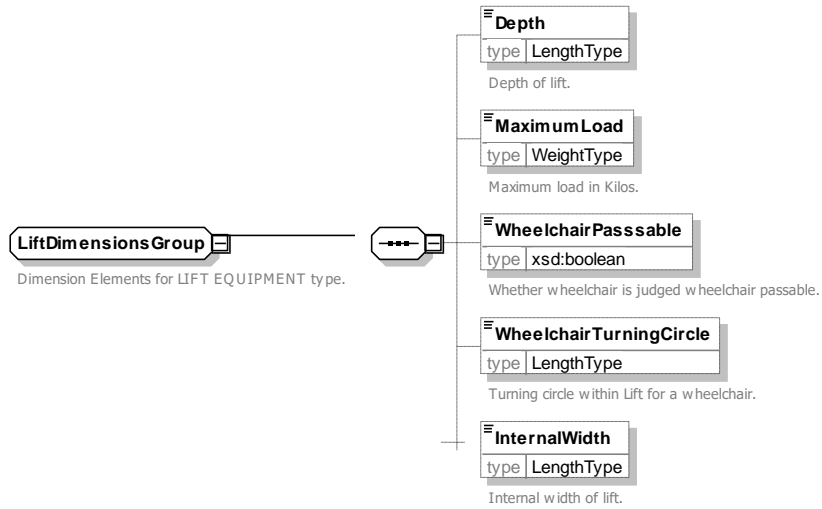 Depth
type LengthType
Depth of lift.
MaximumLoad
type WeightType
Maximum load in Kilos.
LiftDimensionsGroup
Dimension Elements for LIFT EQUIPMENT type.
WheelchairPasssable
type xsd:boolean
Whether wheelchair is judged wheelchair passable.
WheelchairTurningCircle
type LengthType
Turning circle within Lift for a wheelchair.
InternalWidth
type LengthType
Internal width of lift.